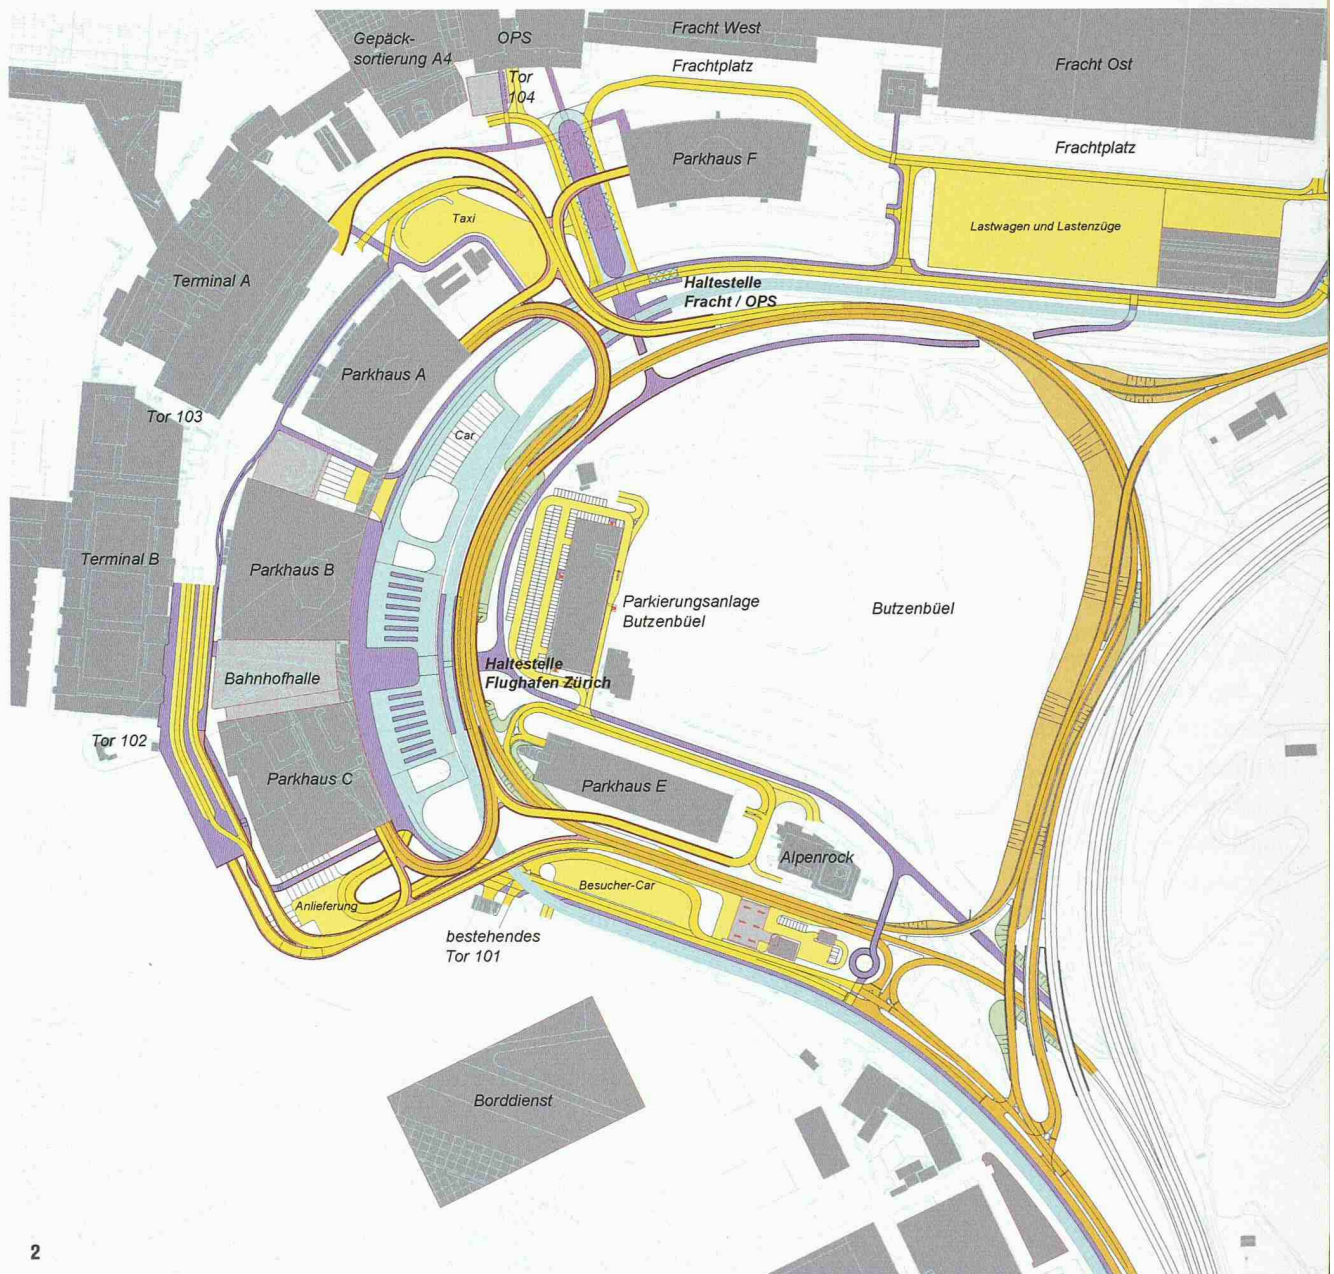 Gepäck-
sortierung A4
OPS
Fracht West
Frachtplatz
Fracht Ost
Tor
104
Parkhaus F
Frachtplatz
Taxi
Lastwagen und Lastenzüge
Terminal A
Haltestelle
Fracht / OPS
Parkhaus A
Tor 103
Car
Terminal B
Parkhaus B
Parkierungsanlage
Butzenbüel
Butzenbüel
Haltestelle
Flughafen Zürich
Bahnhofhalle
Tor 102
Parkhaus C
Parkhaus E
Alpenrock
Besucher-Car
Anlieferung
bestehendes
Tor 101
Borddienst
2